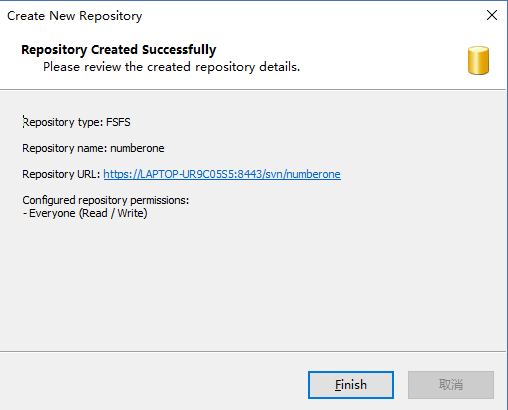 Create New Repository
Repository Created Successfully
Please review the created repository details.
Repository type: FSFS
Repository name: numberone
Repository URL: https://LAPTOP-UR9C05S5:8443/svn/numberone
Configured repository permissions:
- Everyone (Read / Write)
Finish
取消